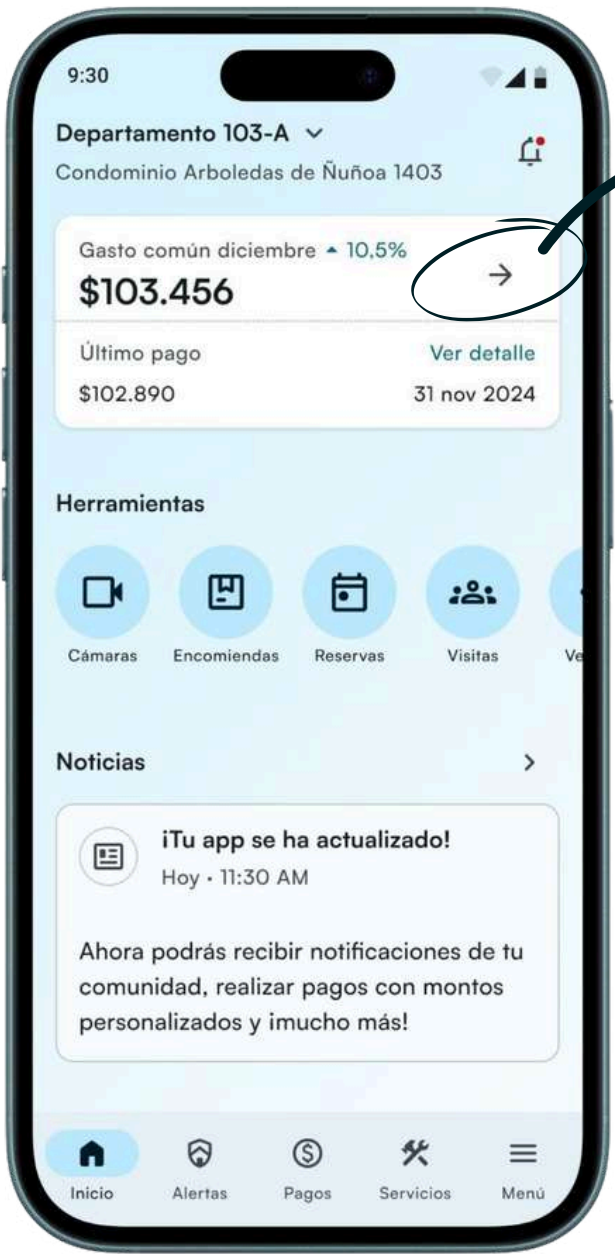 9:30
Departamento 103-A
Condominio Arboledas de Ñuñoa 1403
Gasto común diciembre 10,5%
$103.456
Último pago Ver detalle
$102.890 31 nov 2024
Herramientas
Cámaras Encomiendas Reservas Visitas Ve
Noticias
¡Tu app se ha actualizado!
Hoy · 11:30 AM
Ahora podrás recibir notificaciones de tu
comunidad, realizar pagos con montos
personalizados y ¡mucho más!
Inicio Alertas Pagos Servicios Menú